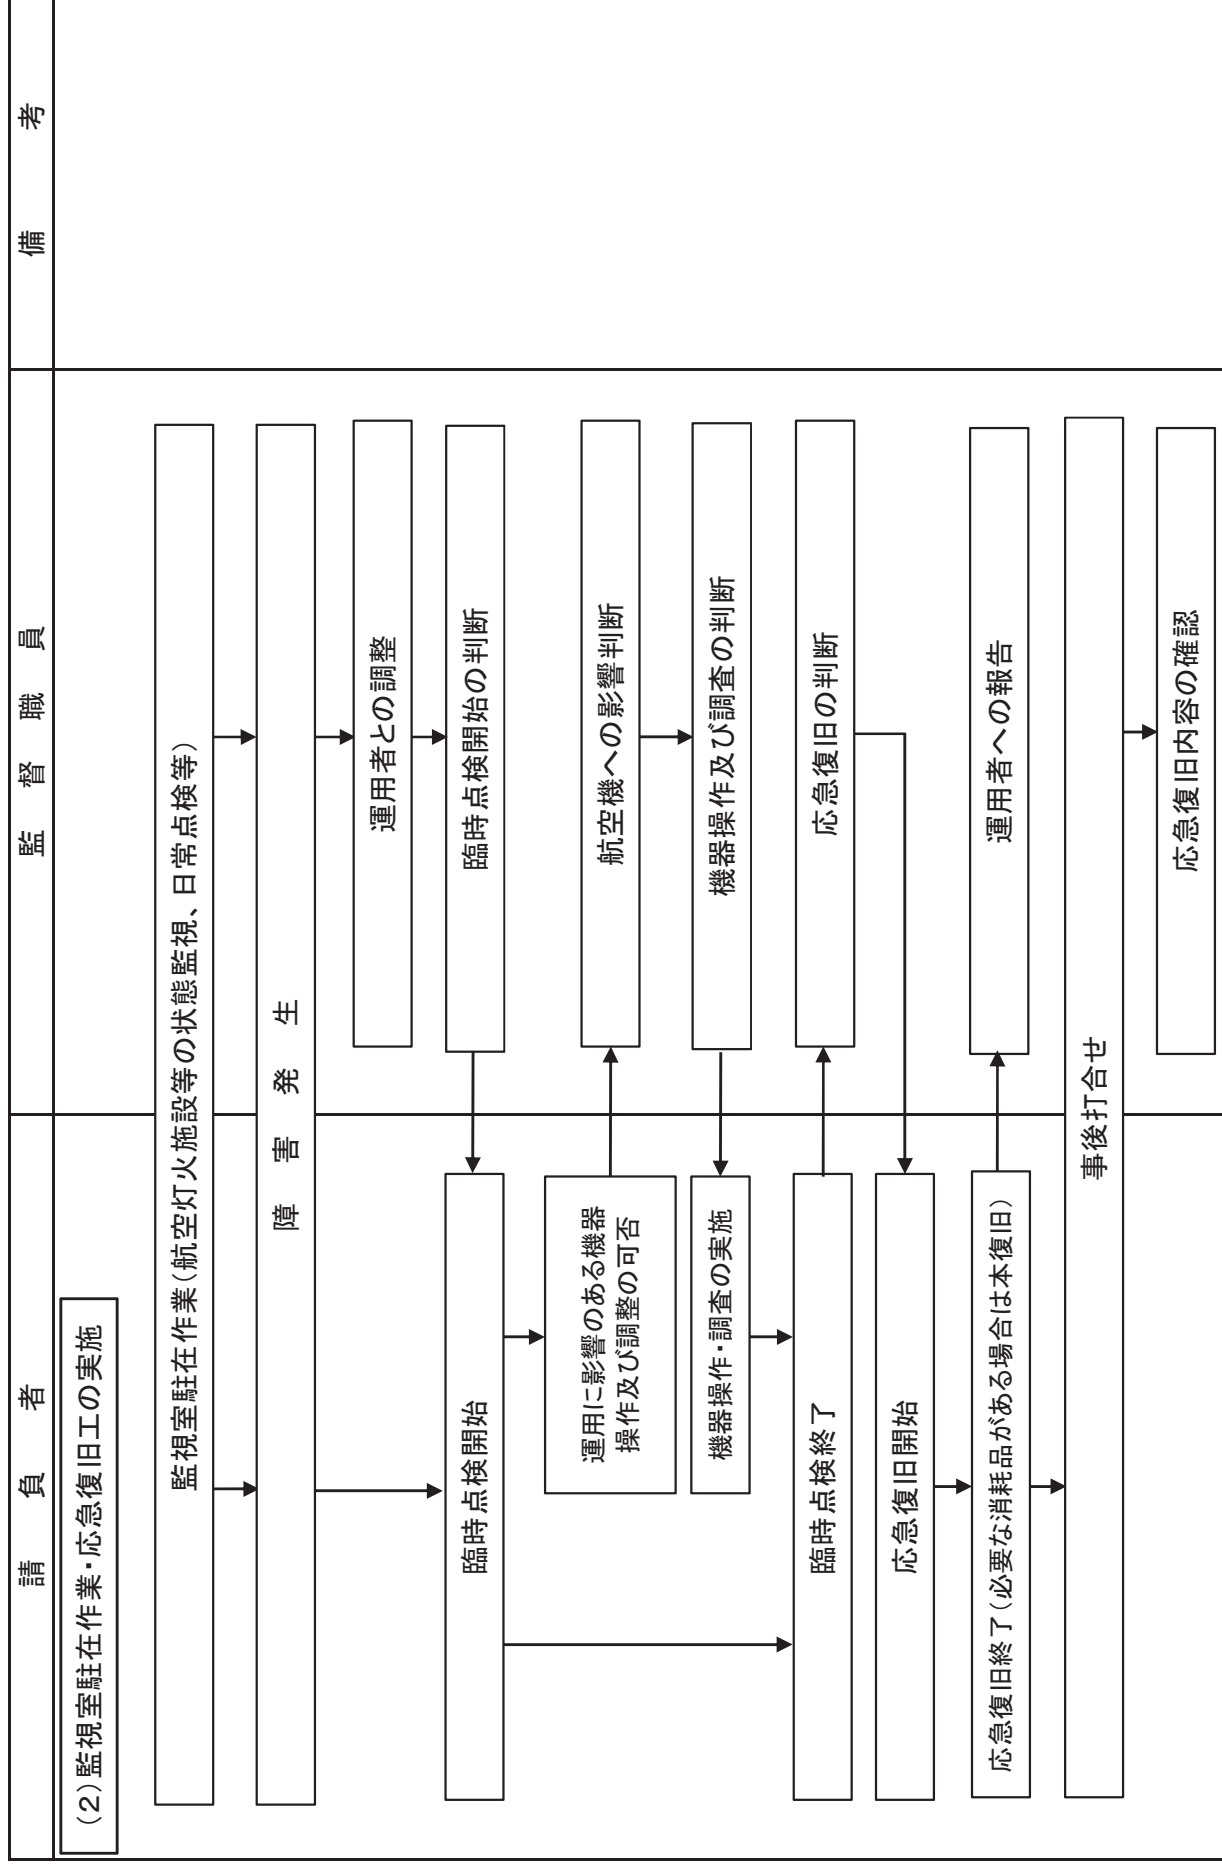 請負者
監督職員
備考
（２）監視室駐在作業・応急復旧工の実施
監視室駐在作業（航空灯火施設等の状態監視、日常点検等）
障害発生
運用者との調整
臨時点検開始の判断
臨時点検開始
運用に影響のある機器
操作及び調整の可否
航空機への影響判断
機器操作及び調査の判断
機器操作・調査の実施
臨時点検終了
応急復旧の判断
応急復旧開始
応急復旧終了（必要な消耗品がある場合は本復旧）
運用者への報告
事後打合せ
応急復旧内容の確認